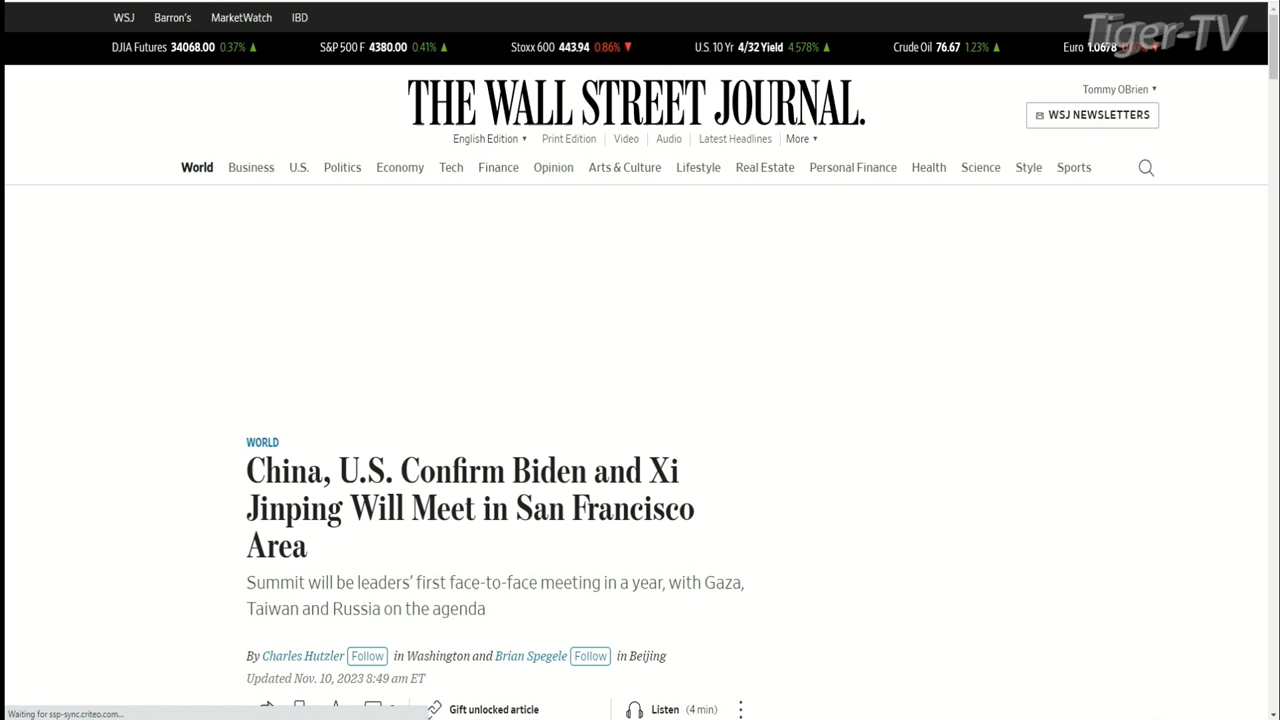 WSJ Barron's MarketWatch IBD
Tiger-TV
DJIA Futures 34068.00 0.37% ▲ S&P 500 F 4380.00 0.41% ▲ Stoxx 600 443.94 0.86% ▼ U.S. 10 Yr 4/32 Yield 4.578% ▲ Crude Oil 76.67 1.23% ▲ Euro 1.0678
THE WALL STREET JOURNAL.
Tommy OBrien ▼
WSJ NEWSLETTERS
English Edition ▼ Print Edition Video Audio Latest Headlines More ▼
World Business U.S. Politics Economy Tech Finance Opinion Arts & Culture Lifestyle Real Estate Personal Finance Health Science Style Sports
WORLD
China, U.S. Confirm Biden and Xi
Jinping Will Meet in San Francisco
Area
Summit will be leaders' first face-to-face meeting in a year, with Gaza,
Taiwan and Russia on the agenda
By Charles Hutzler Follow in Washington and Brian Spegele Follow in Beijing
Updated Nov. 10, 2023 8:49 am ET
Gift unlocked article Listen (4 min)
Waiting for ssp-sync.criteo.com...